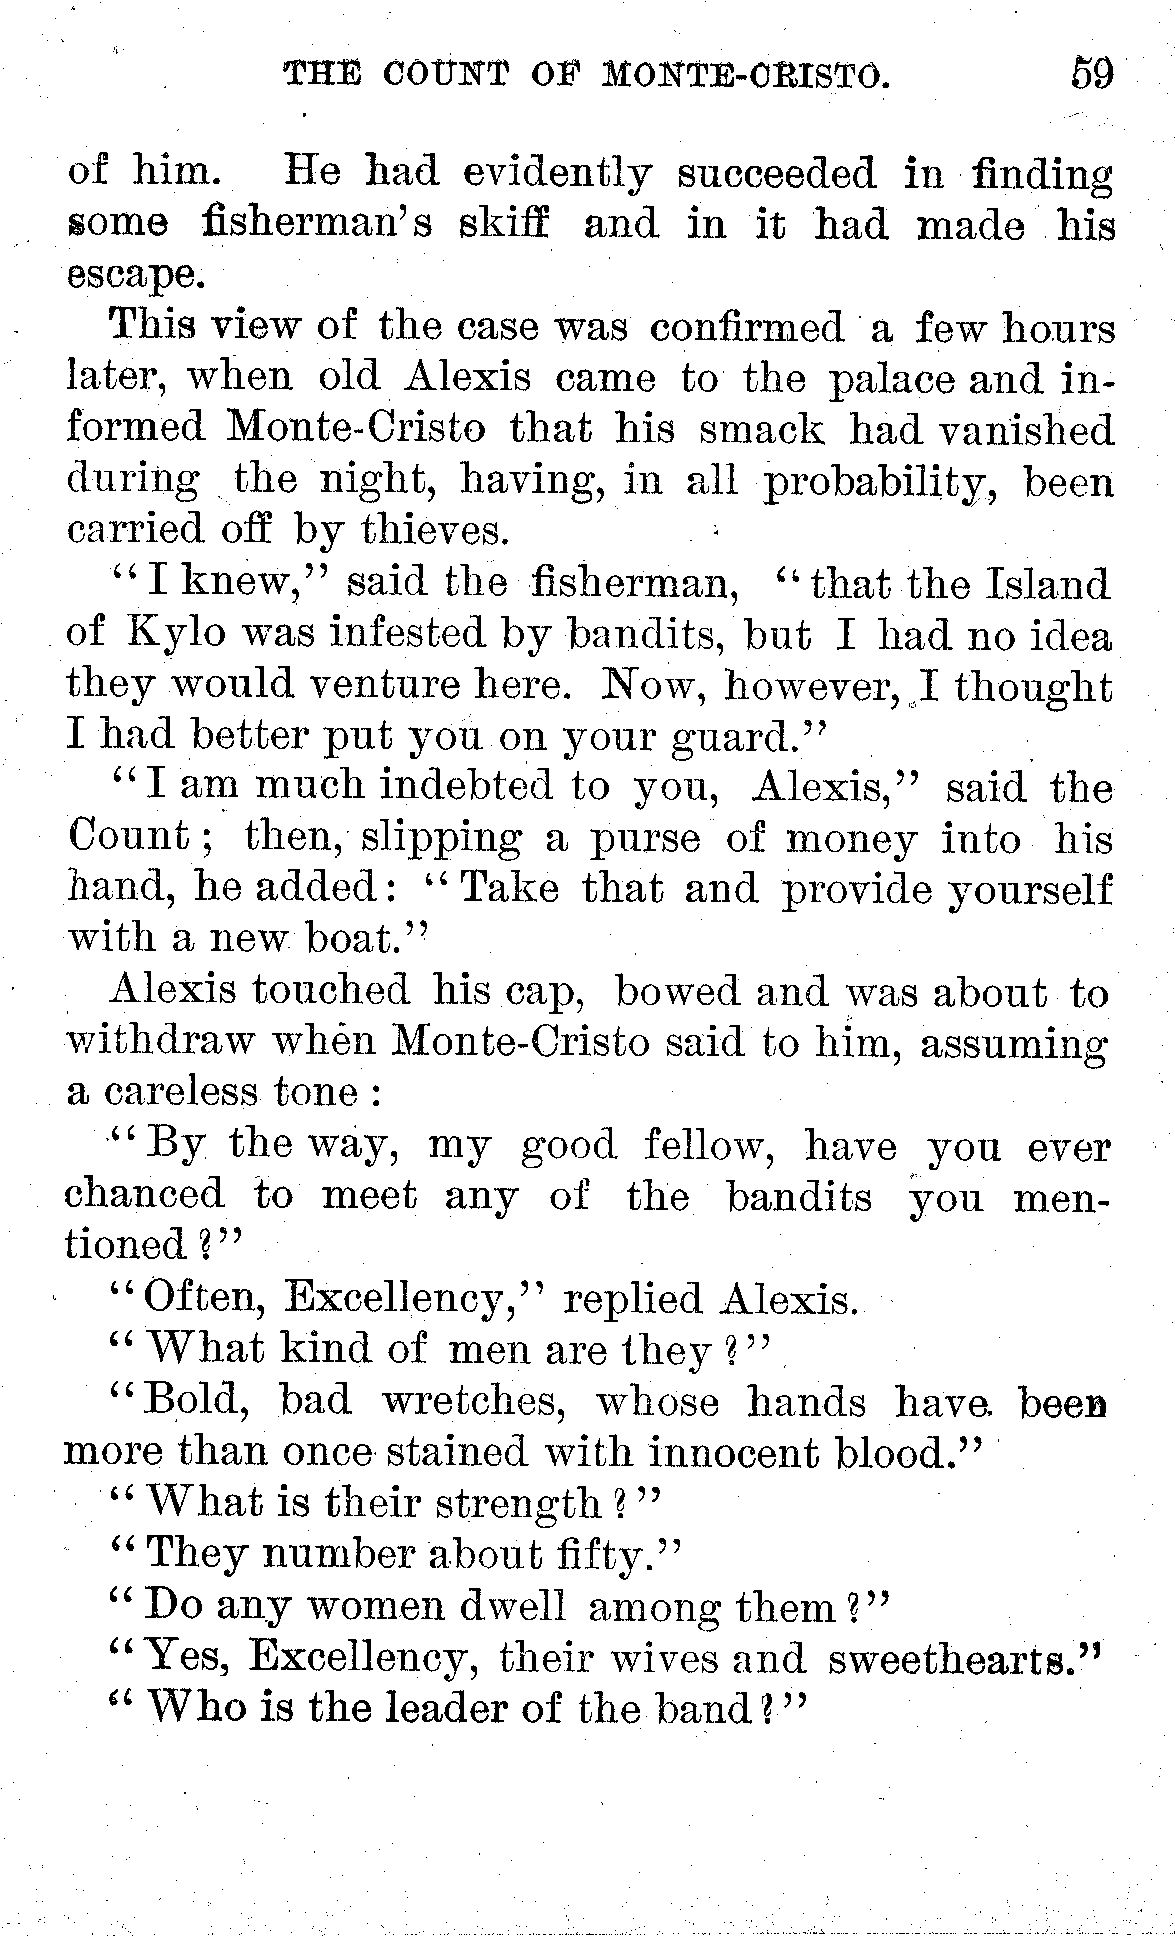 THE COUNT OF MONTE-CRISTO. 59
of him. He had evidently succeeded in finding
some fisherman's skiff and in it had made his
escape.
This view of the case was confirmed a few hours
later, when old Alexis came to the palace and in-
formed Monte-Cristo that his smack had vanished
during the night, having, in all probability, been
carried off by thieves.
"I knew," said the fisherman, "that the Island
of Kylo was infested by bandits, but I had no idea
they would venture here. Now, however, I thought
I had better put you on your guard."
"I am much indebted to you, Alexis," said the
Count; then, slipping a purse of money into his
hand, he added: "Take that and provide yourself
with a new boat."
Alexis touched his cap, bowed and was about to
withdraw when Monte-Cristo said to him, assuming
a careless tone:
"By the way, my good fellow, have you ever
chanced to meet any of the bandits you men-
tioned?"
"Often, Excellency," replied Alexis.
"What kind of men are they?"
"Bold, bad wretches, whose hands have been
more than once stained with innocent blood."
"What is their strength?"
"They number about fifty."
"Do any women dwell among them?"
"Yes, Excellency, their wives and sweethearts."
"Who is the leader of the band?"